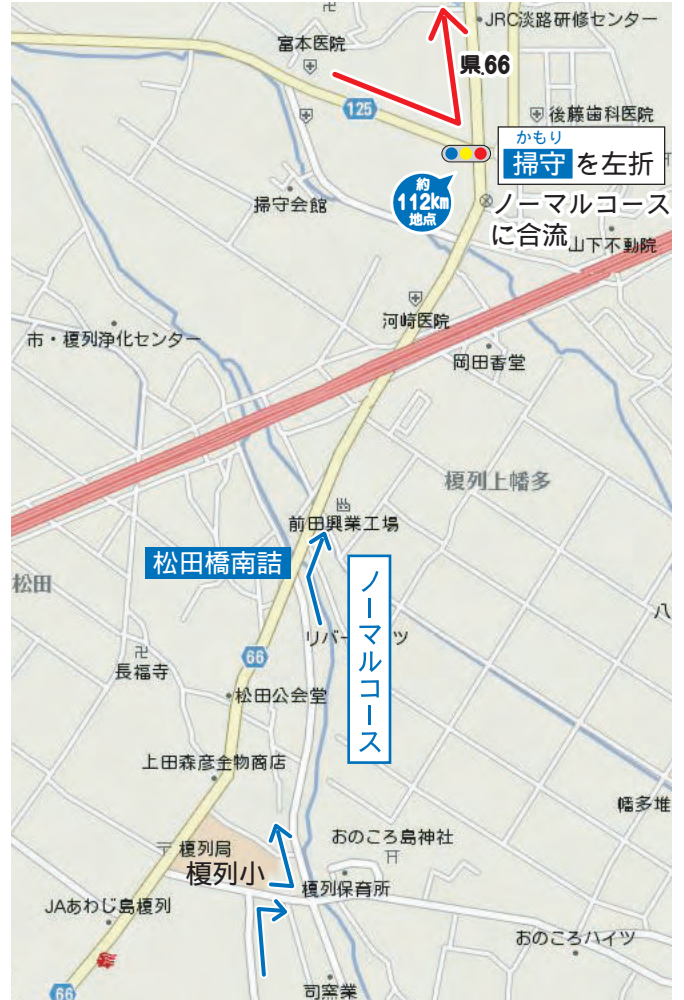 JRC淡路研修センター
富本医院
県.66
125
後藤歯科医院
かもり
掃守を左折
約
112km
地点
掃守会館
ノーマルコース
に合流
山下不動院
河崎医院
市・榎列浄化センター
岡田香堂
榎列上幡多
前田興業工場
松田橋南詰
松田
ノーマルコース
八
リバー
ツ
長福寺
66
松田公会堂
上田森彦金物商店
幡多堆
おのころ島神社
榎列局
榎列小
榎列保育所
JAあわじ島榎列
おのころハイツ
66
司窯業